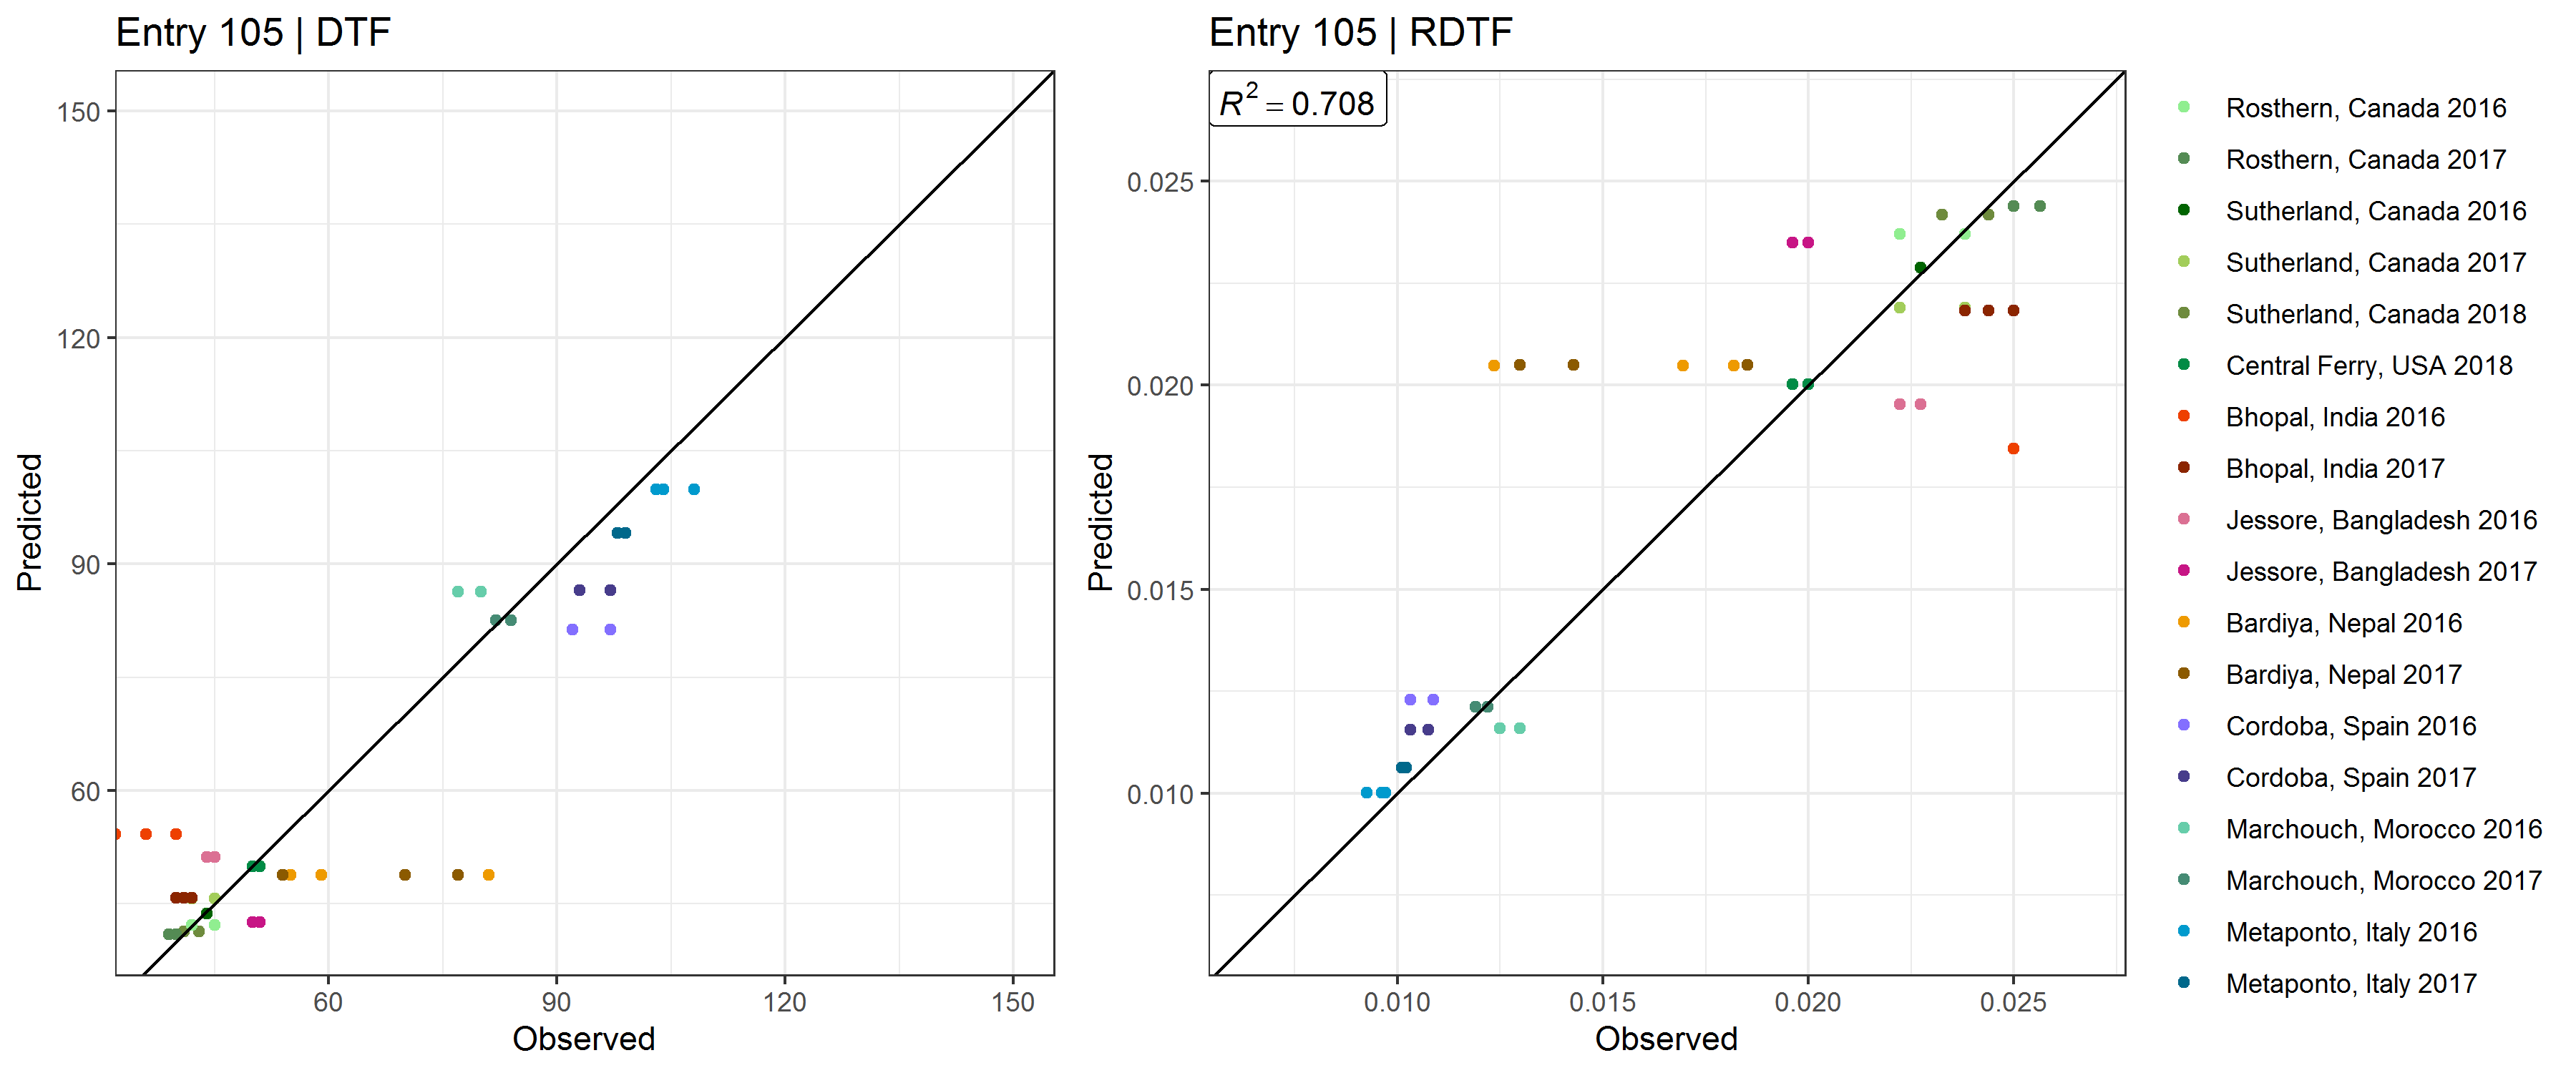 Entry 105 | DTF
150
120
90
60
Predicted
60 90 120 150
Observed
Entry 105 | RDTF
R² = 0.708
0.025
0.020
0.015
0.010
Predicted
0.010 0.015 0.020 0.025
Observed
Rosthern, Canada 2016
Rosthern, Canada 2017
Sutherland, Canada 2016
Sutherland, Canada 2017
Sutherland, Canada 2018
Central Ferry, USA 2018
Bhopal, India 2016
Bhopal, India 2017
Jessore, Bangladesh 2016
Jessore, Bangladesh 2017
Bardiya, Nepal 2016
Bardiya, Nepal 2017
Cordoba, Spain 2016
Cordoba, Spain 2017
Marchouch, Morocco 2016
Marchouch, Morocco 2017
Metaponto, Italy 2016
Metaponto, Italy 2017